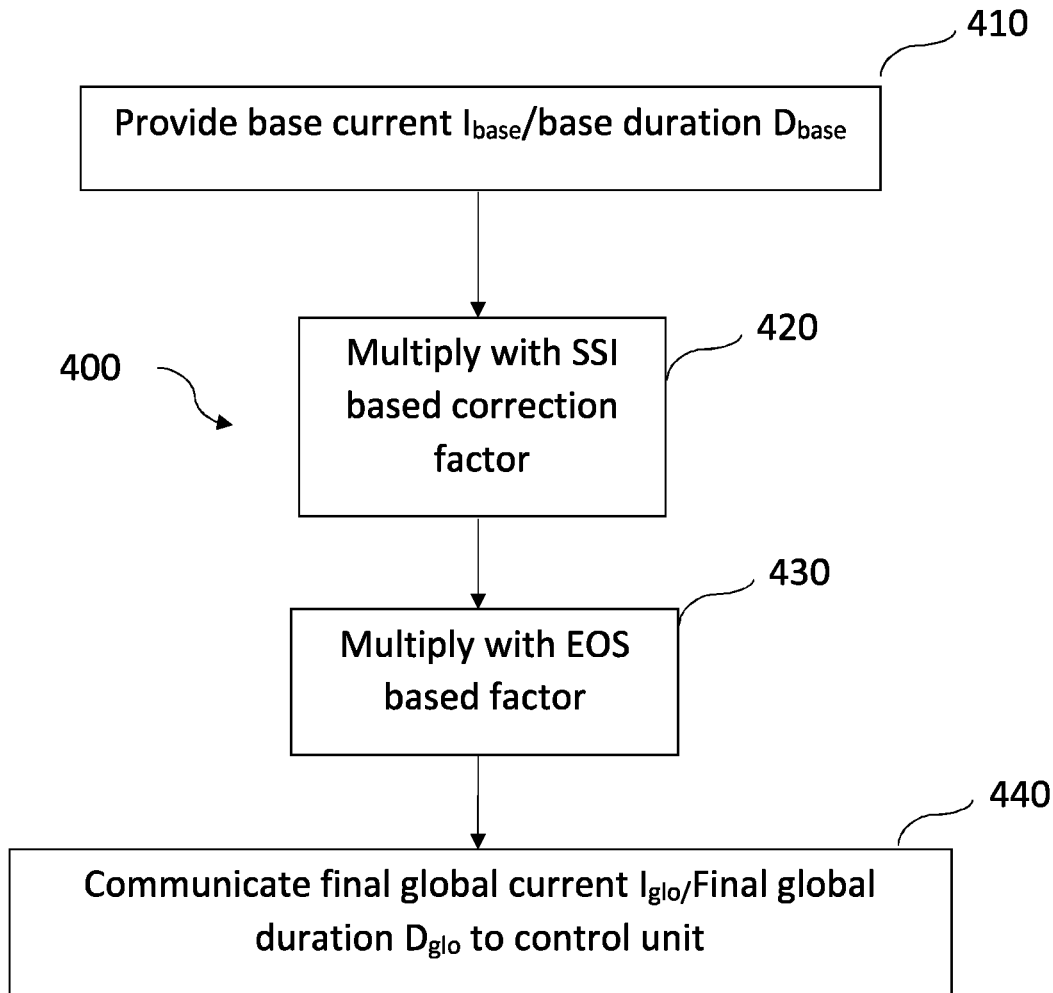 410
Provide base current Ibase/base duration Dbase
420
Multiply with SSI
based correction
factor
400
430
Multiply with EOS
based factor
440
Communicate final global current Iglo/Final global
duration Dglo to control unit